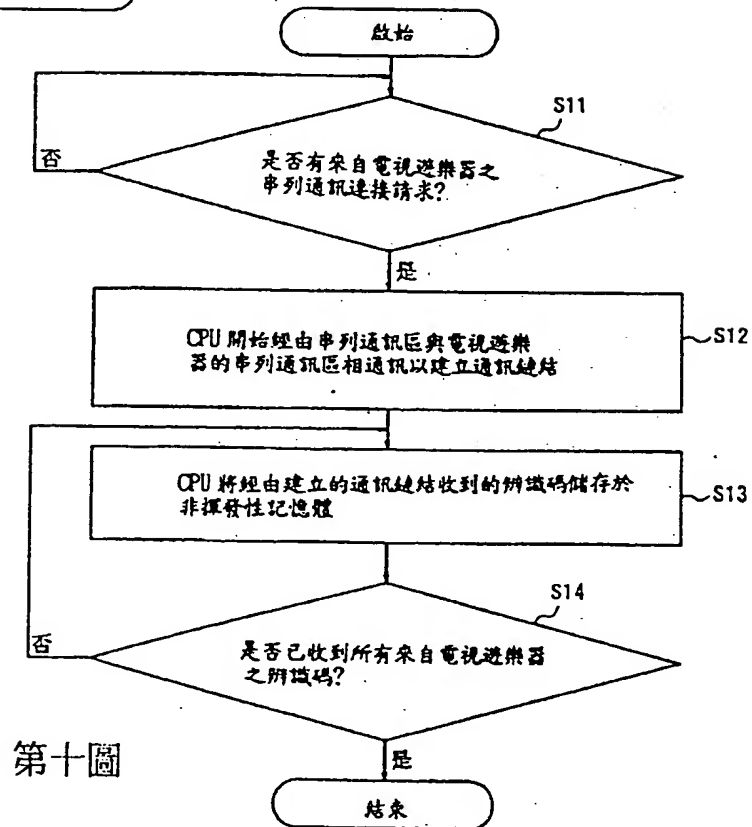 啟始
S11
是否有來自電視遊樂器之
串列通訊連接請求?
否
是
CPU 開始經由串列通訊區與電視遊樂
器的串列通訊區相通訊以建立通訊鏈結
S12
CPU 將經由建立的通訊鏈結收到的辨識碼儲存於
非揮發性記憶體
S13
S14
是否已收到所有來自電視遊樂器
之辨識碼?
否
是
第十圖
結束